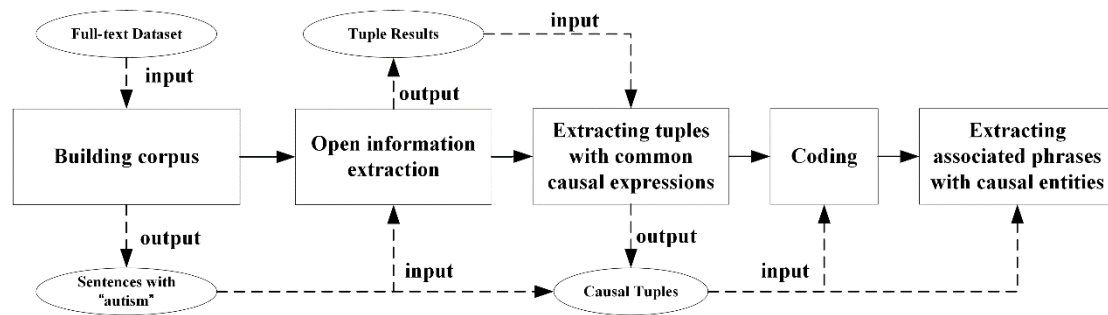 Full-text Dataset
Tuple Results
input
input
output
Building corpus
Open information
extraction
Extracting tuples
with common
causal expressions
Coding
Extracting
associated phrases
with causal entities
output
output
input
input
Sentences with
“autism”
Causal Tuples